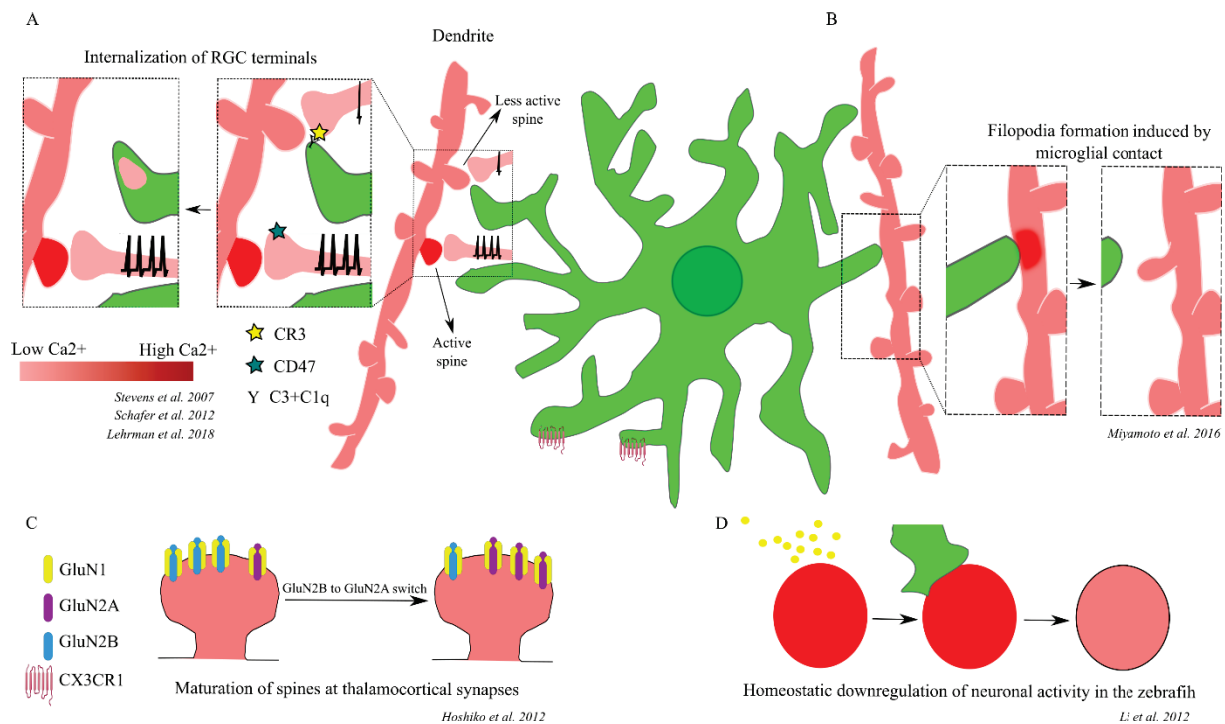 A
B
Internalization of RGC terminals
Dendrite
Less active
spine
Filopodia formation induced by
microglial contact
Active
spine
Low Ca2+ High Ca2+
CR3
CD47
Y C3+C1q
Stevens et al. 2007
Schafer et al. 2012
Lehrman et al. 2018
Miyamoto et al. 2016
C
GluN1
GluN2A
GluN2B
CX3CR1
GluN2B to GluN2A switch
Maturation of spines at thalamocortical synapses
Hoshiko et al. 2012
D
Homeostatic downregulation of neuronal activity in the zebrafih
Li et al. 2012